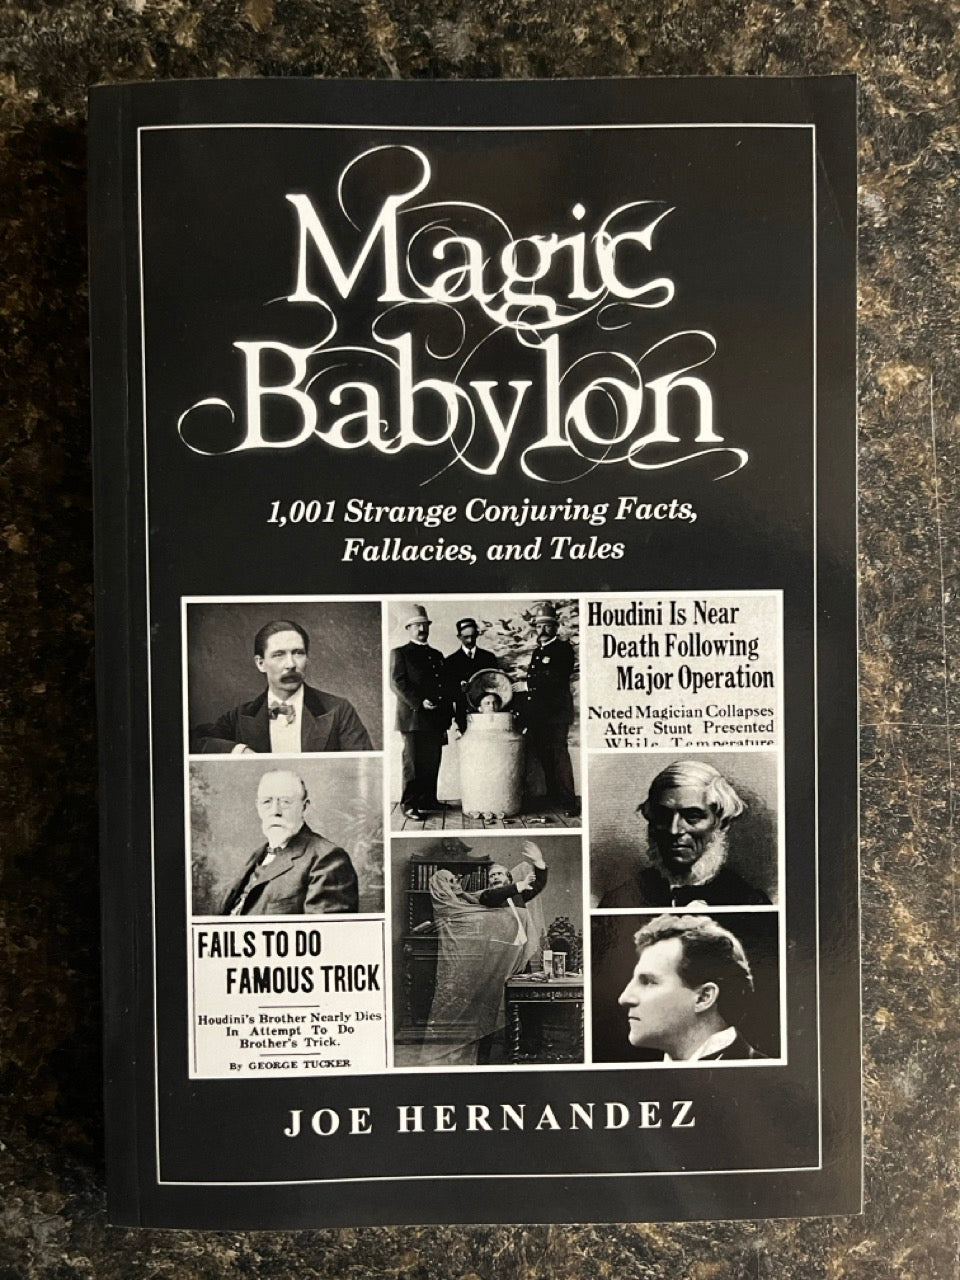 Magic
Babylon
1,001 Strange Conjuring Facts,
Fallacies, and Tales
Houdini Is Near
Death Following
Major Operation
Noted Magician Collapses
After Stunt Presented
While Temperature
FAILS TO DO
FAMOUS TRICK
Houdini's Brother Nearly Dies
In Attempt To Do
Brother's Trick.
By GEORGE TUCKER
JOE HERNANDEZ